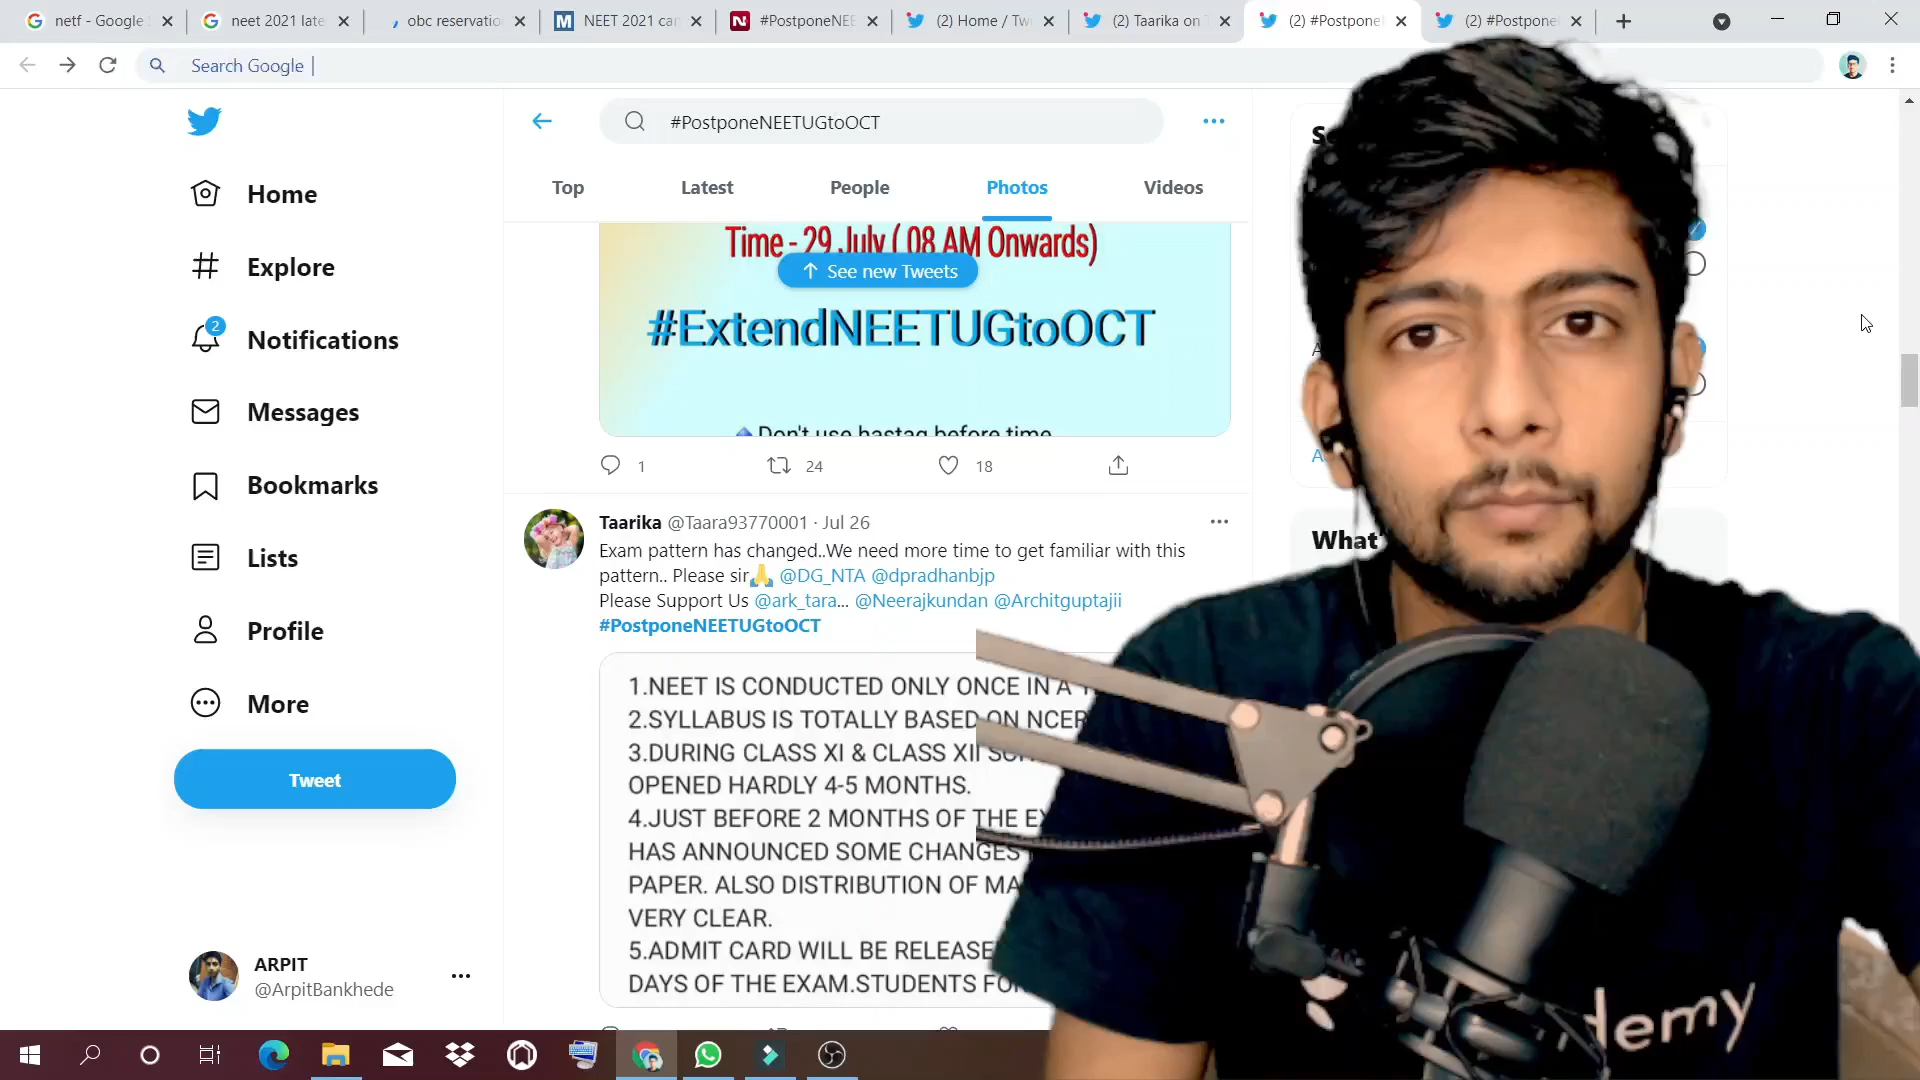 netf - Google
neet 2021 late
obc reservatio
NEET 2021 ca
#PostponeNEE
(2) Home / Tw
(2) Taarika on
(2) #Postpone
(2) #Postpone
Search Google
#PostponeNEETUGtoOCT
Top
Latest
People
Photos
Videos
Home
Explore
2
Notifications
Messages
Bookmarks
Lists
Profile
More
Tweet
ARPIT
@ArpitBankhede
Time - 29 July ( 08 AM Onwards)
See new Tweets
#ExtendNEETUGtoOCT
Don't use hastag before time
1
24
18
Taarika @Taara93770001 · Jul 26
Exam pattern has changed..We need more time to get familiar with this
pattern.. Please sir🙏 @DG_NTA @dpradhanbjp
Please Support Us @ark_tara... @Neerajkundan @Architguptajii
#PostponeNEETUGtoOCT
1.NEET IS CONDUCTED ONLY ONCE IN A
2.SYLLABUS IS TOTALLY BASED ON NCER
3.DURING CLASS XI & CLASS XII
OPENED HARDLY 4-5 MONTHS.
4.JUST BEFORE 2 MONTHS OF THE
HAS ANNOUNCED SOME CHANGES
PAPER. ALSO DISTRIBUTION OF MA
VERY CLEAR.
5.ADMIT CARD WILL BE RELEASE
DAYS OF THE EXAM.STUDENTS
What'
demy